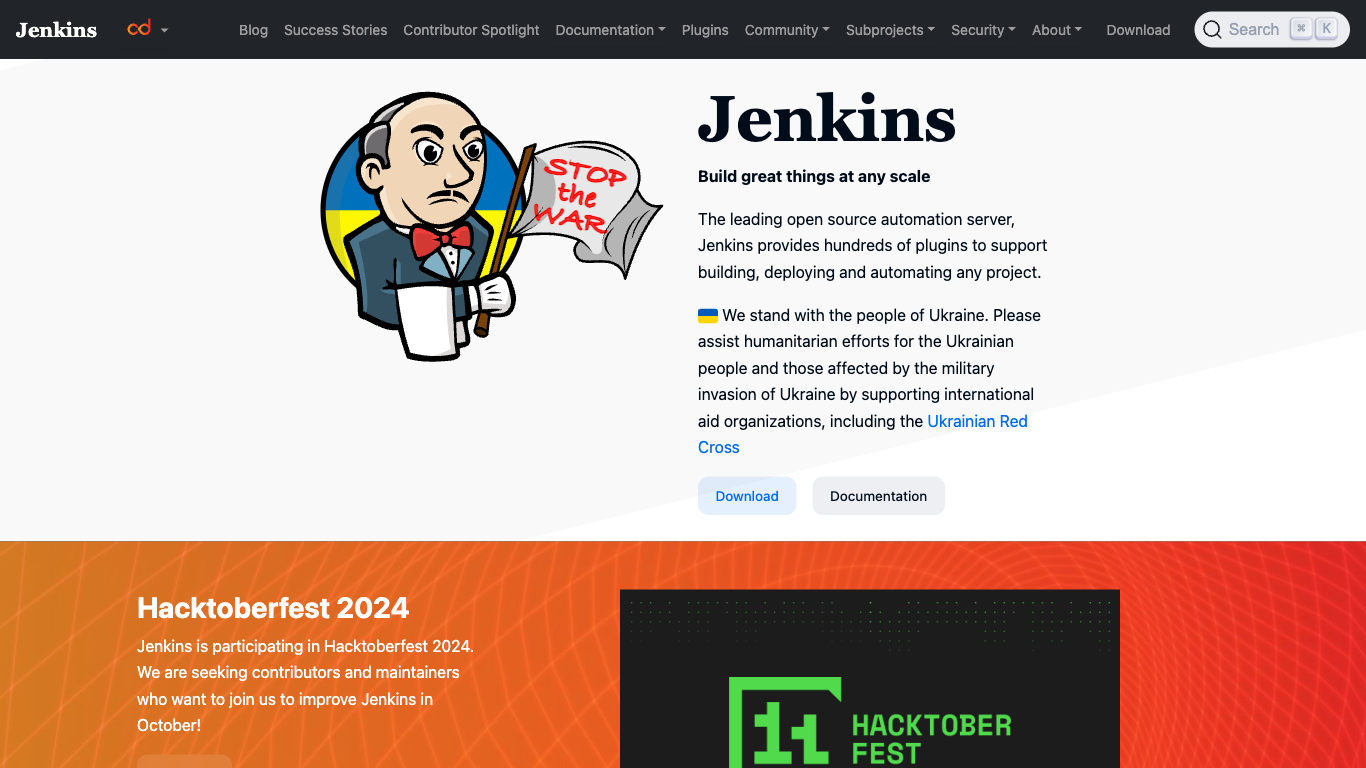 Jenkins
Blog Success Stories Contributor Spotlight Documentation Plugins Community Subprojects Security About Download Search ⌘ K
STOP
the
WAR
Jenkins
Build great things at any scale
The leading open source automation server,
Jenkins provides hundreds of plugins to support
building, deploying and automating any project.
🇺🇦 We stand with the people of Ukraine. Please
assist humanitarian efforts for the Ukrainian
people and those affected by the military
invasion of Ukraine by supporting international
aid organizations, including the Ukrainian Red
Cross
Download Documentation
Hacktoberfest 2024
Jenkins is participating in Hacktoberfest 2024.
We are seeking contributors and maintainers
who want to join us to improve Jenkins in
October!
HACKTOBER
FEST